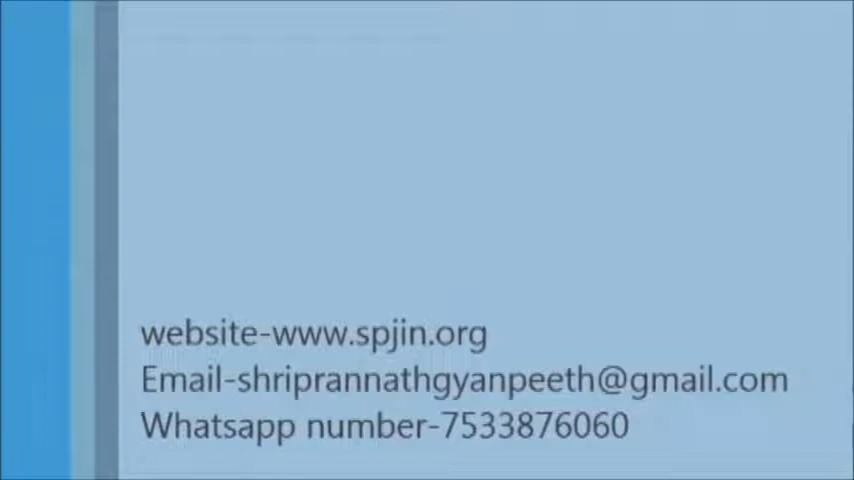 website-www.spjin.org
Email-shriprannathgyanpeeth@gmail.com
Whatsapp number-7533876060